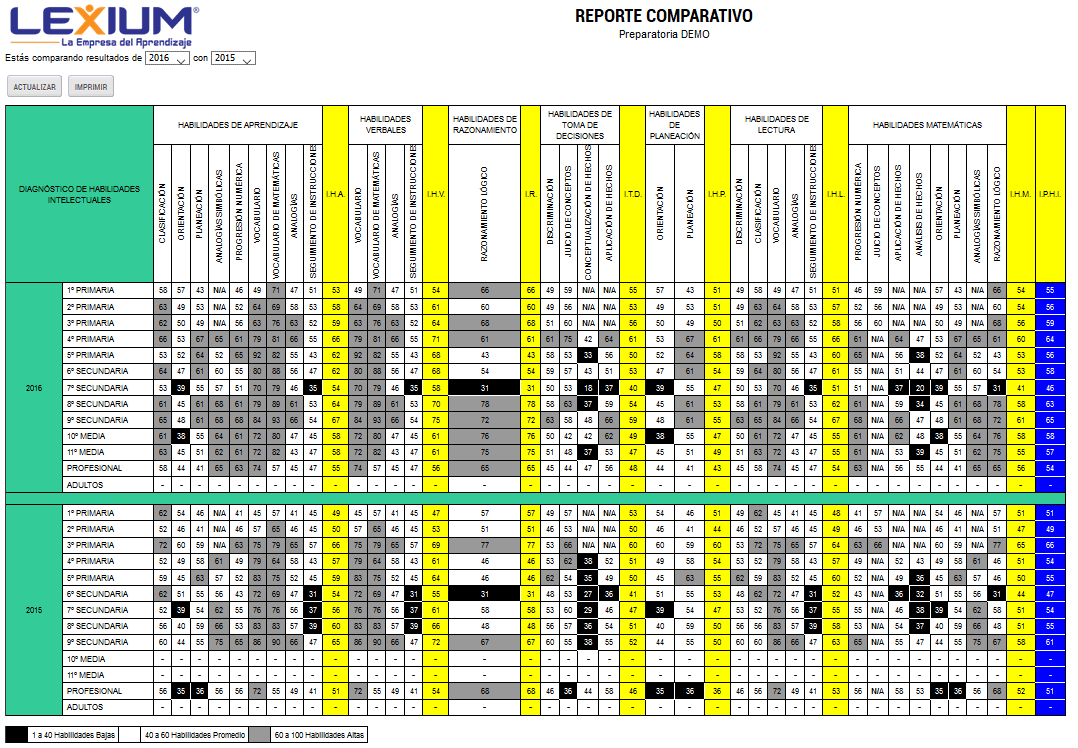 LEXIUM®
La Empresa del Aprendizaje
REPORTE COMPARATIVO
Preparatoria DEMO
Estás comparando resultados de 2016 con 2015
ACTUALIZAR IMPRIMIR
DIAGNÓSTICO DE HABILIDADES
INTELECTUALES
HABILIDADES DE APRENDIZAJE
HABILIDADES
VERBALES
HABILIDADES DE
RAZONAMIENTO
HABILIDADES DE
TOMA DE
DECISIONES
HABILIDADES
DE
PLANEACIÓN
HABILIDADES DE
LECTURA
HABILIDADES MATEMÁTICAS
CLASIFICACIÓN
ORIENTACIÓN
PLANEACIÓN
ANALOGÍAS SIMBÓLICAS
PROGRESIÓN NUMÉRICA
VOCABULARIO
VOCABULARIO DE MATEMÁTICAS
ANALOGÍAS
SEGUIMIENTO DE INSTRUCCIONES
I.H.A.
VOCABULARIO
VOCABULARIO DE MATEMÁTICAS
ANALOGÍAS
SEGUIMIENTO DE INSTRUCCIONES
I.H.V.
RAZONAMIENTO LÓGICO
I.R.
DISCRIMINACIÓN
JUICIO DE CONCEPTOS
CONCEPTUALIZACIÓN DE HECHOS
APLICACIÓN DE HECHOS
I.T.D.
ORIENTACIÓN
PLANEACIÓN
I.H.P.
DISCRIMINACIÓN
CLASIFICACIÓN
VOCABULARIO
ANALOGÍAS
SEGUIMIENTO DE INSTRUCCIONES
I.H.L.
PROGRESIÓN NUMÉRICA
JUICIO DE CONCEPTOS
APLICACIÓN DE HECHOS
ANÁLISIS DE HECHOS
ORIENTACIÓN
PLANEACIÓN
ANALOGÍAS SIMBÓLICAS
RAZONAMIENTO LÓGICO
I.H.M.
I.P.H.I.
2016
1º PRIMARIA 58 57 43 N/A 46 49 71 47 51 53 49 71 47 51 54 66 66 49 59 N/A N/A 55 57 43 51 49 58 49 47 51 51 46 59 N/A N/A 57 43 N/A 66 54 55
2º PRIMARIA 63 49 53 N/A 52 64 69 58 53 58 64 69 58 53 61 60 60 49 56 N/A N/A 53 49 53 51 49 63 64 58 53 57 52 56 N/A N/A 49 53 N/A 60 54 56
3º PRIMARIA 62 50 49 N/A 56 63 76 63 52 59 63 76 63 52 64 68 68 51 60 N/A N/A 56 50 49 50 51 62 63 63 52 58 56 60 N/A N/A 50 49 N/A 68 56 59
4º PRIMARIA 66 53 67 65 61 79 81 66 55 66 79 81 66 55 71 61 61 61 75 42 64 61 53 67 61 61 66 79 66 55 66 61 N/A 64 47 53 67 65 61 60 64
5º PRIMARIA 53 52 64 52 65 92 82 55 43 62 92 82 55 43 68 43 43 58 53 33 56 50 52 64 58 58 53 92 55 43 60 65 N/A 56 38 52 64 52 43 53 56
6º SECUNDARIA 64 47 61 60 55 80 88 56 47 62 80 88 56 47 68 54 54 59 57 43 51 53 47 61 54 59 64 80 56 47 61 55 N/A 51 44 47 61 60 54 53 58
7º SECUNDARIA 53 39 55 57 51 70 79 46 35 54 70 79 46 35 58 31 31 50 53 18 37 40 39 55 47 50 53 70 46 35 51 51 N/A 37 20 39 55 57 31 41 46
8º SECUNDARIA 61 45 61 68 61 79 89 61 53 64 79 89 61 53 70 78 78 58 63 37 59 54 45 61 53 58 61 79 61 53 62 61 N/A 59 34 45 61 68 78 58 63
9º SECUNDARIA 65 48 61 68 68 84 93 66 54 67 84 93 66 54 75 72 72 63 58 48 66 59 48 61 55 63 65 84 66 54 67 68 N/A 66 47 48 61 68 72 61 65
10º MEDIA 61 38 55 64 61 72 80 47 45 58 72 80 47 45 61 76 76 50 42 42 62 49 38 55 47 50 61 72 47 45 55 61 N/A 62 48 38 55 64 76 58 58
11º MEDIA 63 45 51 62 61 72 82 43 47 58 72 82 43 47 61 75 75 51 48 37 53 47 45 51 49 51 63 72 43 47 55 61 N/A 53 39 45 51 62 75 55 57
PROFESIONAL 58 44 41 65 63 74 57 45 47 55 74 57 45 47 56 65 65 45 44 47 56 48 44 41 43 45 58 74 45 47 54 63 N/A 56 55 44 41 65 65 56 54
ADULTOS - - - - - - - - - - - - - - - - - - - - - - - - - - - - - - - - - - - - - - - - -
2015
1º PRIMARIA 62 54 46 N/A 41 45 57 41 45 49 45 57 41 45 47 57 57 49 57 N/A N/A 53 54 46 51 49 62 45 41 45 48 41 57 N/A N/A 54 46 N/A 57 51 51
2º PRIMARIA 52 46 41 N/A 46 57 65 46 45 50 57 65 46 45 53 51 51 46 53 N/A N/A 50 46 41 44 46 52 57 46 45 49 46 53 N/A N/A 46 41 N/A 51 47 49
3º PRIMARIA 72 60 59 N/A 63 75 79 65 57 66 75 79 65 57 69 77 77 53 66 N/A N/A 60 60 59 60 53 72 75 65 57 64 63 66 N/A N/A 60 59 N/A 77 65 66
4º PRIMARIA 52 49 58 61 49 79 64 58 43 57 79 64 58 43 61 46 46 53 62 38 52 51 49 58 54 53 52 79 58 43 57 49 N/A 52 43 49 58 61 46 51 54
5º PRIMARIA 59 45 63 57 52 83 75 52 45 59 83 75 52 45 64 46 46 62 54 35 49 50 45 63 55 62 59 83 52 45 60 52 N/A 49 36 45 63 57 46 50 55
6º SECUNDARIA 62 51 55 56 43 72 69 47 31 54 72 69 47 31 55 31 31 48 53 27 36 41 51 55 53 48 62 72 47 31 52 43 N/A 36 32 51 55 56 31 44 47
7º SECUNDARIA 52 39 54 62 55 76 76 56 37 56 76 76 56 37 61 58 58 53 60 29 46 47 39 54 47 53 52 76 56 37 55 55 N/A 46 38 39 54 62 58 51 54
8º SECUNDARIA 56 40 59 66 53 83 83 57 39 60 83 83 57 39 66 48 48 56 57 36 54 51 40 59 50 56 56 83 57 39 58 53 N/A 54 37 40 59 66 48 51 55
9º SECUNDARIA 60 44 55 75 65 86 90 66 47 65 86 90 66 47 72 67 67 60 55 38 55 52 44 55 50 60 60 86 66 47 63 65 N/A 55 47 44 55 75 67 58 61
10º MEDIA - - - - - - - - - - - - - - - - - - - - - - - - - - - - - - - - - - - - - - - - -
11º MEDIA - - - - - - - - - - - - - - - - - - - - - - - - - - - - - - - - - - - - - - - - -
PROFESIONAL 56 35 36 56 56 72 55 49 41 51 72 55 49 41 54 68 68 46 36 44 58 46 35 36 36 46 56 72 49 41 53 56 N/A 58 53 35 36 56 68 52 51
ADULTOS - - - - - - - - - - - - - - - - - - - - - - - - - - - - - - - - - - - - - - - - -
1 a 40 Habilidades Bajas 40 a 60 Habilidades Promedio 60 a 100 Habilidades Altas